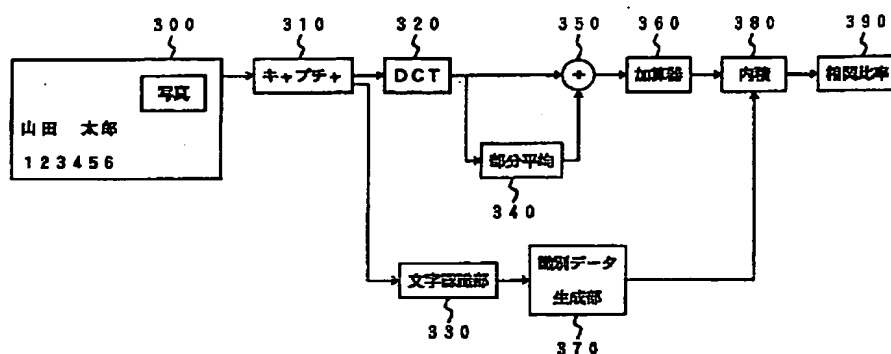 300
310
320
350
360
380
390
写真
山田 太郎
123456
キャプチャ
DCT
+
加算器
内積
相関比率
部分平均
340
文字認識部
330
識別データ
生成部
370